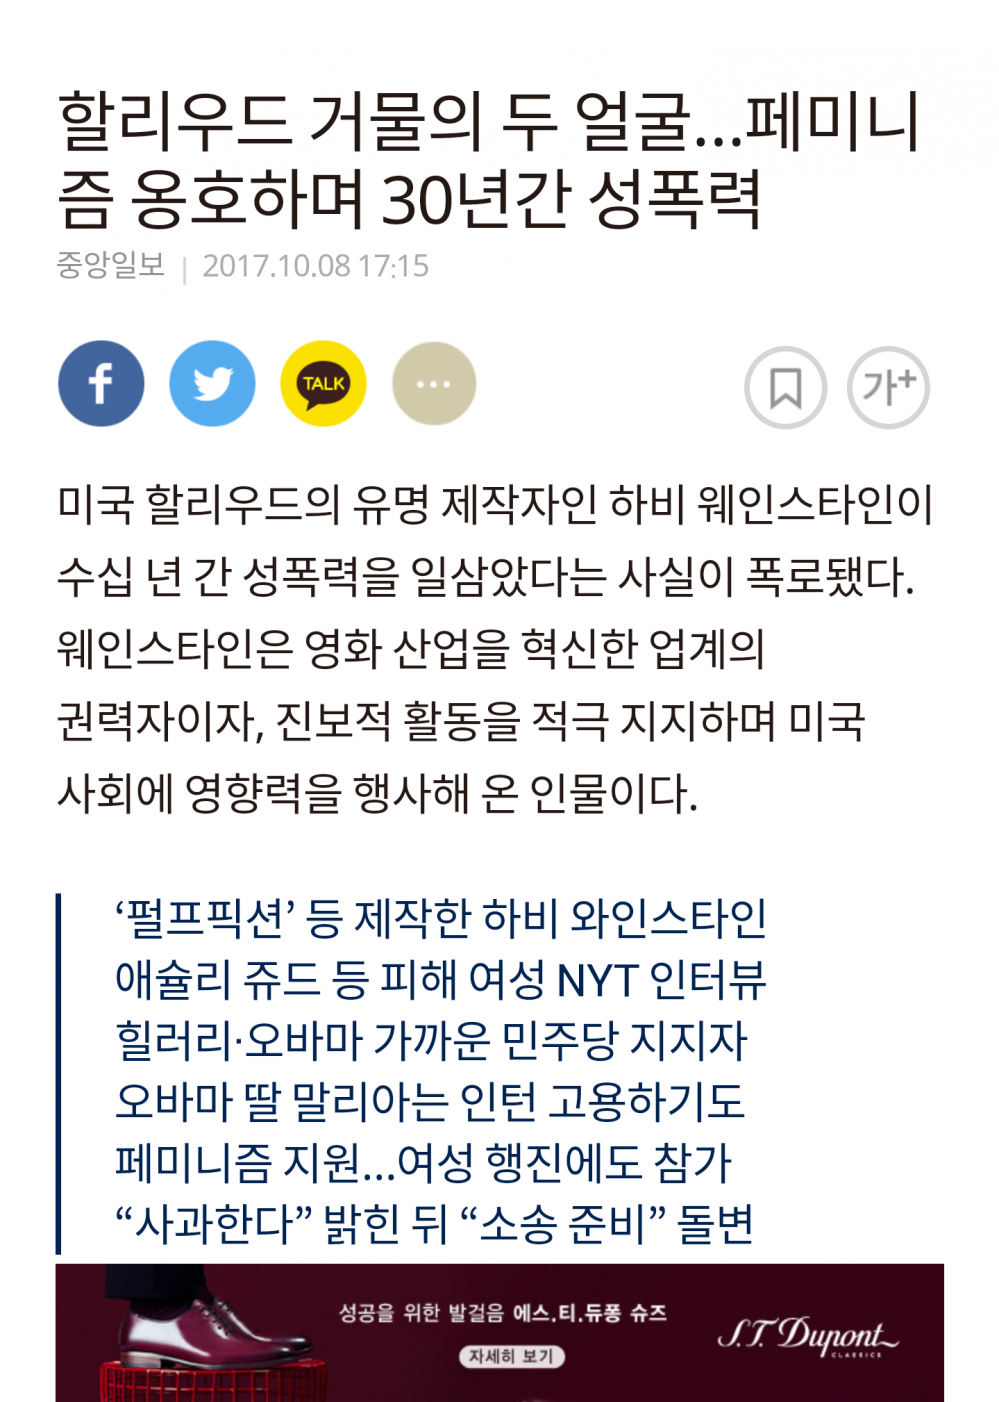 할리우드 거물의 두 얼굴...페미니
즘 옹호하며 30년간 성폭력
중앙일보 | 2017.10.08 17:15
f
TALK
...
가+
미국 할리우드의 유명 제작자인 하비 웨인스타인이
수십 년 간 성폭력을 일삼았다는 사실이 폭로됐다.
웨인스타인은 영화 산업을 혁신한 업계의
권력자이자, 진보적 활동을 적극 지지하며 미국
사회에 영향력을 행사해 온 인물이다.
‘펄프픽션’ 등 제작한 하비 와인스타인
애슐리 쥬드 등 피해 여성 NYT 인터뷰
힐러리·오바마 가까운 민주당 지지자
오바마 딸 말리아는 인턴 고용하기도
페미니즘 지원...여성 행진에도 참가
“사과한다” 밝힌 뒤 “소송 준비” 돌변
성공을 위한 발걸음 에스.티.듀퐁 슈즈
자세히 보기
S.T. Dupont
CLASSICS